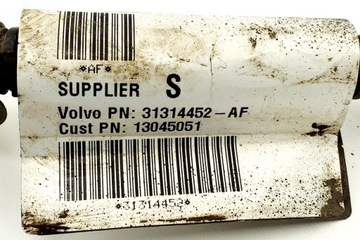 *AF*
SUPPLIER S
Volvo PN: 31314452-AF
Cust PN: 13045051
*31314452*